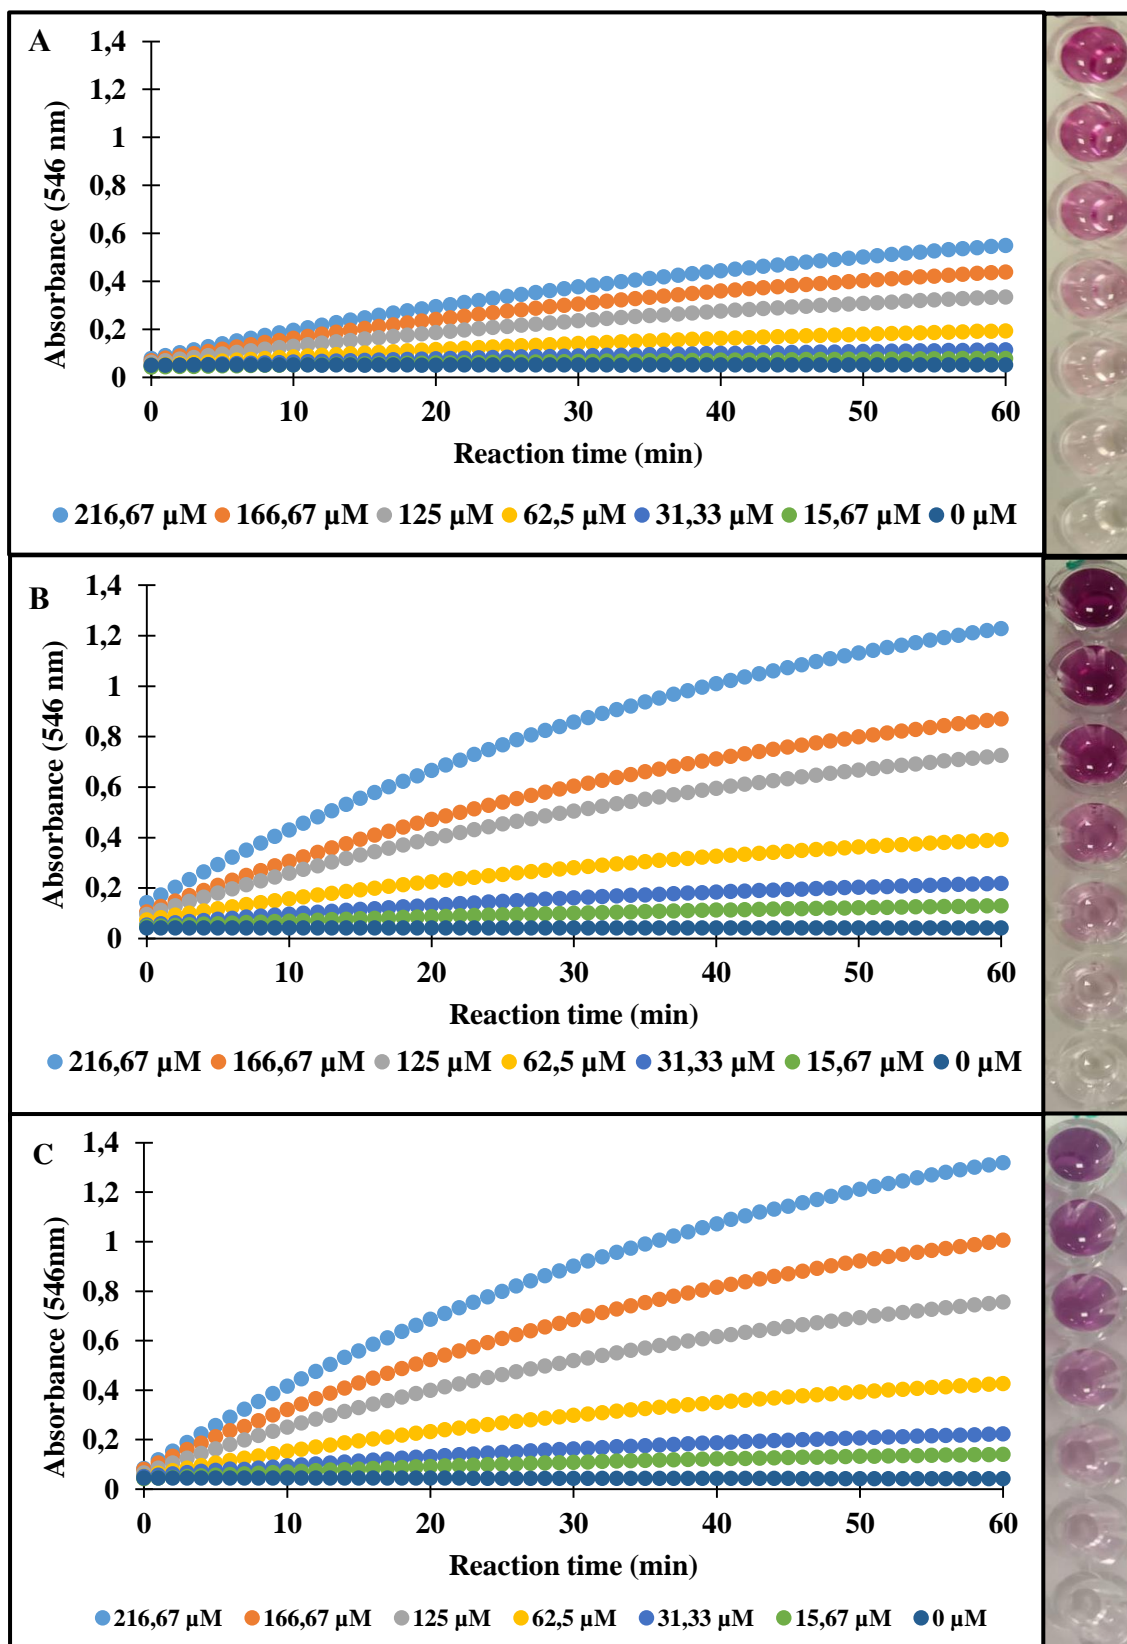 A
1,4
1,2
1
0,8
0,6
0,4
0,2
0
Absorbance (546 nm)
0 10 20 30 40 50 60
Reaction time (min)
216,67 µM 166,67 µM 125 µM 62,5 µM 31,33 µM 15,67 µM 0 µM
B
1,4
1,2
1
0,8
0,6
0,4
0,2
0
Absorbance (546 nm)
0 10 20 30 40 50 60
Reaction time (min)
216,67 µM 166,67 µM 125 µM 62,5 µM 31,33 µM 15,67 µM 0 µM
C
1,4
1,2
1
0,8
0,6
0,4
0,2
0
Absorbance (546nm)
0 10 20 30 40 50 60
Reaction time (min)
216,67 µM 166,67 µM 125 µM 62,5 µM 31,33 µM 15,67 µM 0 µM